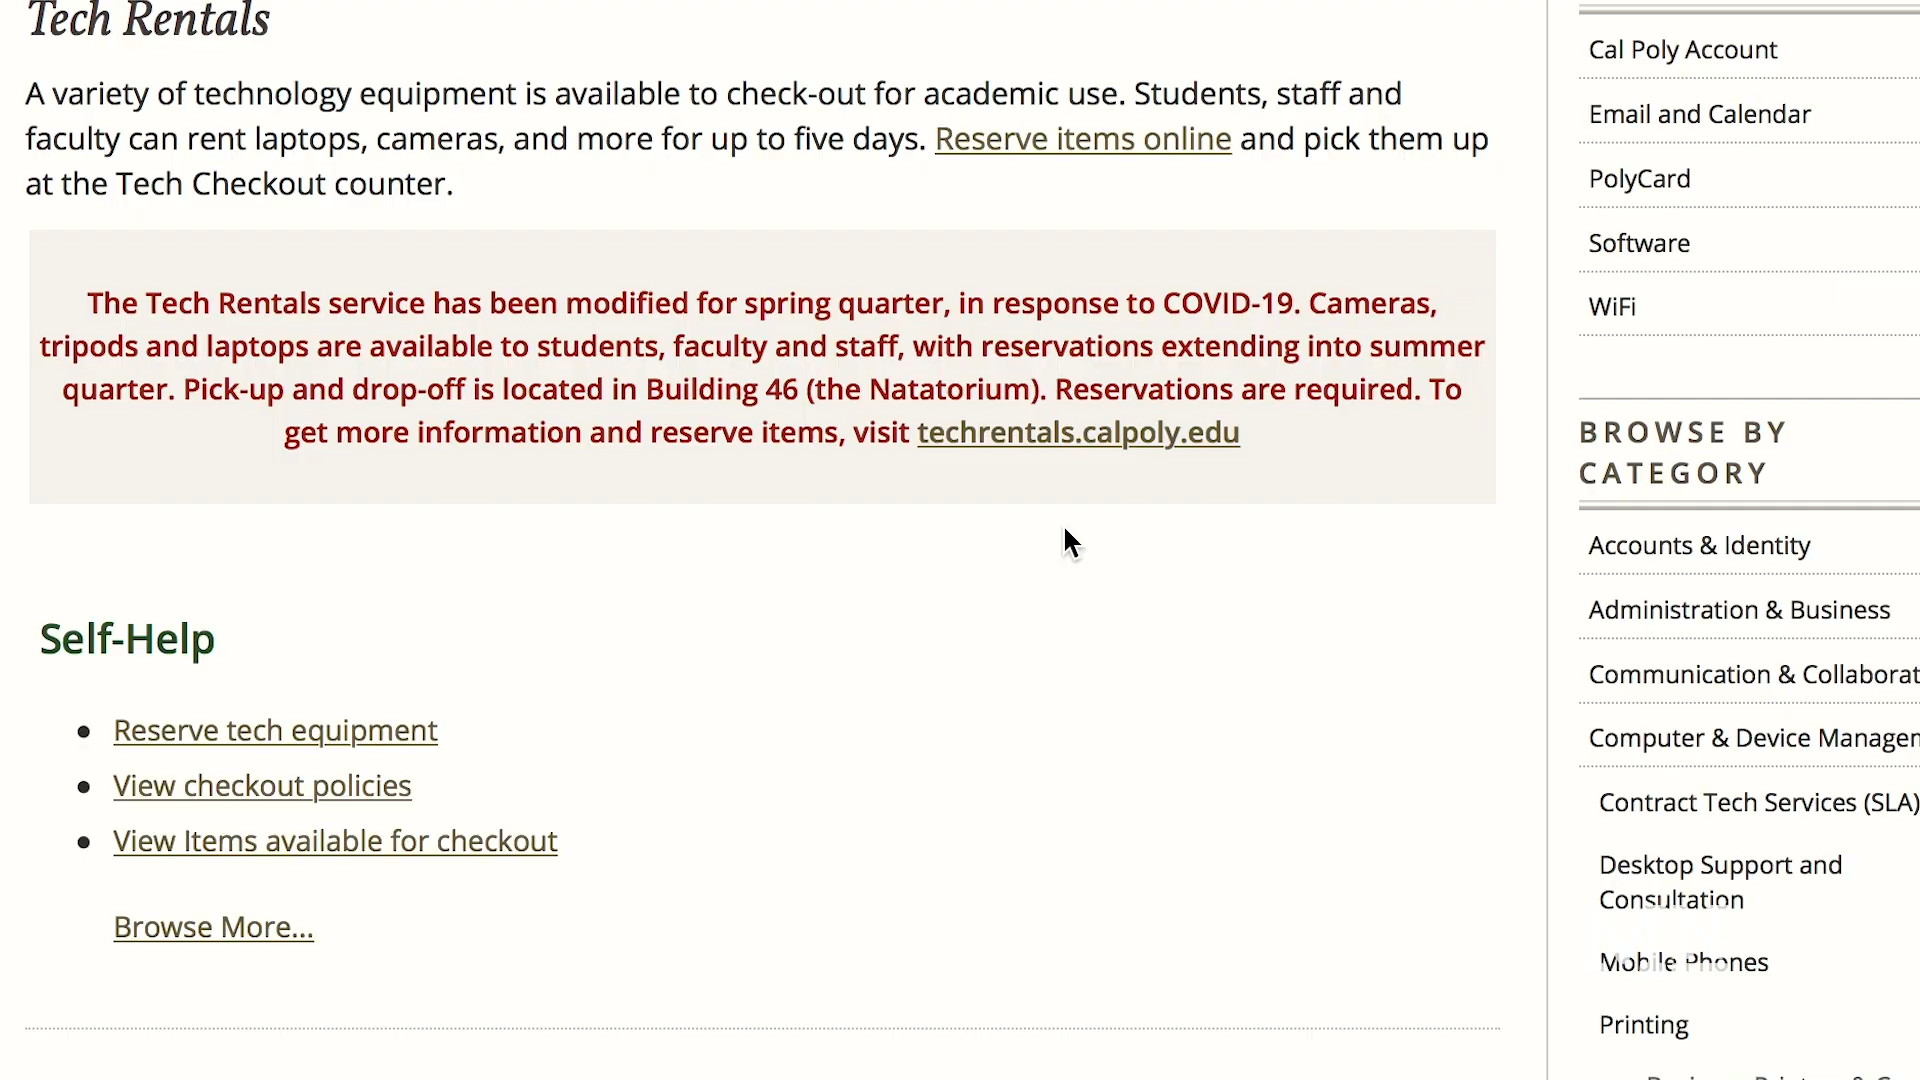 Tech Rentals
A variety of technology equipment is available to check-out for academic use. Students, staff and
faculty can rent laptops, cameras, and more for up to five days. Reserve items online and pick them up
at the Tech Checkout counter.
The Tech Rentals service has been modified for spring quarter, in response to COVID-19. Cameras,
tripods and laptops are available to students, faculty and staff, with reservations extending into summer
quarter. Pick-up and drop-off is located in Building 46 (the Natatorium). Reservations are required. To
get more information and reserve items, visit techrentals.calpoly.edu
Self-Help
Reserve tech equipment
View checkout policies
View Items available for checkout
Browse More...
Cal Poly Account
Email and Calendar
PolyCard
Software
WiFi
BROWSE BY
CATEGORY
Accounts & Identity
Administration & Business
Communication & Collaborat
Computer & Device Managem
Contract Tech Services (SLA)
Desktop Support and
Consultation
Mobile Phones
Printing